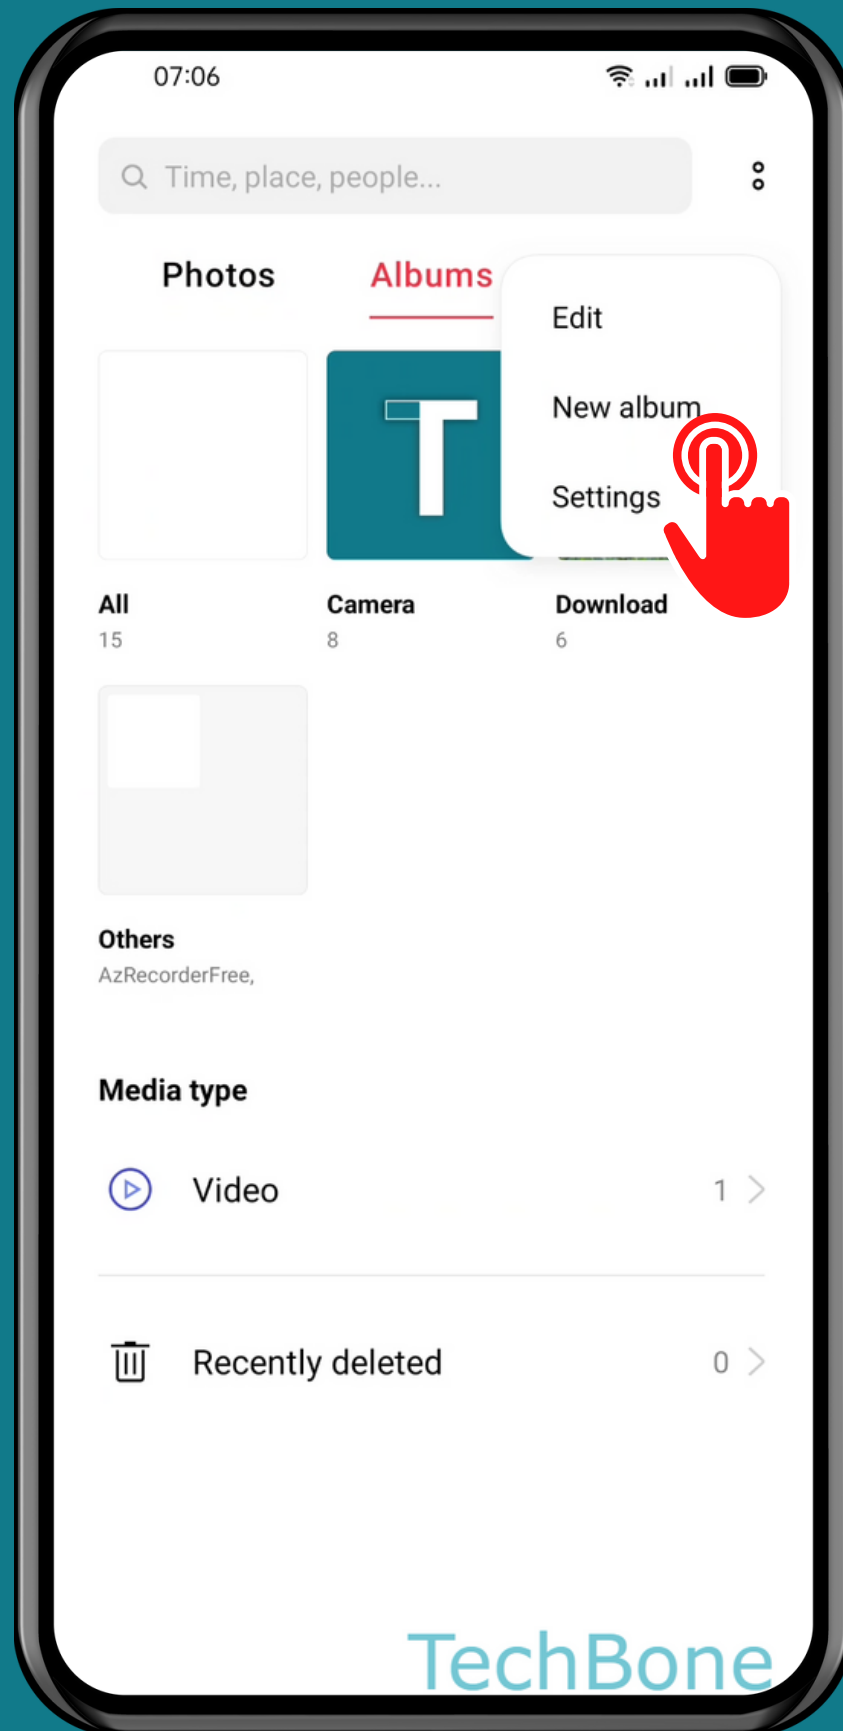 07:06
Time, place, people...
Photos
Albums
Edit
New album
Settings
T
All
15
Camera
8
Download
6
Others
AzRecorderFree,
Media type
Video
1
Recently deleted
0
TechBone